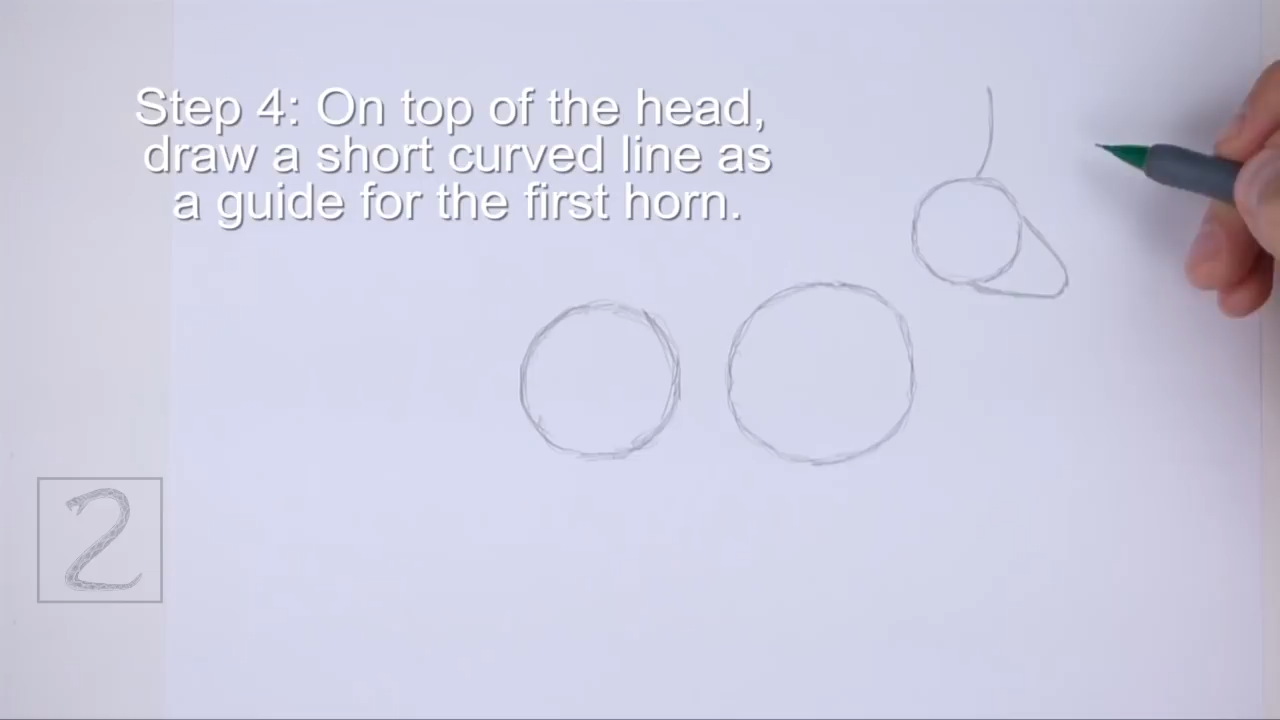 Step 4: On top of the head,
draw a short curved line as
a guide for the first horn.
2